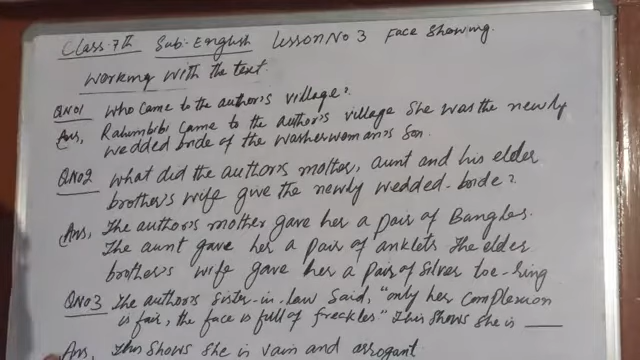 Class. 7th Sub: English Lesson No 3 Face Showing.
Working with the text.
QNO1 Who came to the author's village?
Ans, Rahimbibi came to the author's village She was the newly
wedded bride of the washerwoman's son.
QNO2 What did the author's mother, aunt and his elder
brother's wife give the newly wedded bride?
Ans, The author's mother gave her a pair of Bangles.
The aunt gave her a pair of anklets. The elder
brother's wife gave her a pair of silver toe-ring
QNO3 The author's sister-in-law said, "only her complexion
is fair, the face is full of freckles" This shows she is ____
Ans, This shows she is vain and arrogant